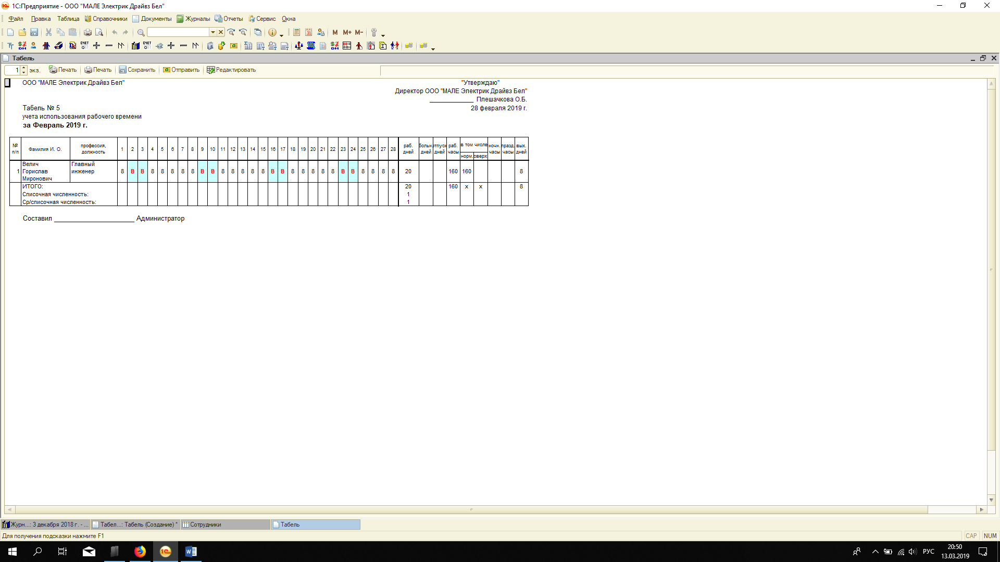 1С:Предприятие - ООО "МАЛЕ Электрик Драйвз Бел"
Файл Правка Таблица Справочники Документы Журналы Отчеты Сервис Окна
M M+ M-
Табель
1 экз. Печать Печать Сохранить Отправить Редактировать
ООО "МАЛЕ Электрик Драйвз Бел"
"Утверждаю"
Директор ООО "МАЛЕ Электрик Драйвз Бел"
____________ Плешачкова О.Б.
28 февраля 2019 г.
Табель № 5
учета использования рабочего времени
за Февраль 2019 г.
№ п/п Фамилия И. О. профессия, должность 1 2 3 4 5 6 7 8 9 10 11 12 13 14 15 16 17 18 19 20 21 22 23 24 25 26 27 28 раб. дней больн. дней отпуск дней раб. часы в том числе норм. сверх ночн. часы празд. часы вых. дней
1 Велич Горислав Миронович Главный инженер 8 В В 8 8 8 8 8 В В 8 8 8 8 8 В В 8 8 8 8 8 В В 8 8 8 8 20 160 160 8
ИТОГО: 20 160 x x 8
Списочная численность: 1
Ср/списочная численность: 1
Составил ______________________ Администратор
Журн...: 3 декабря 2018 г. - ... Табел...: Табель (Создание) * Сотрудники Табель
Для получения подсказки нажмите F1
CAP NUM
РУС
20:50
13.03.2019